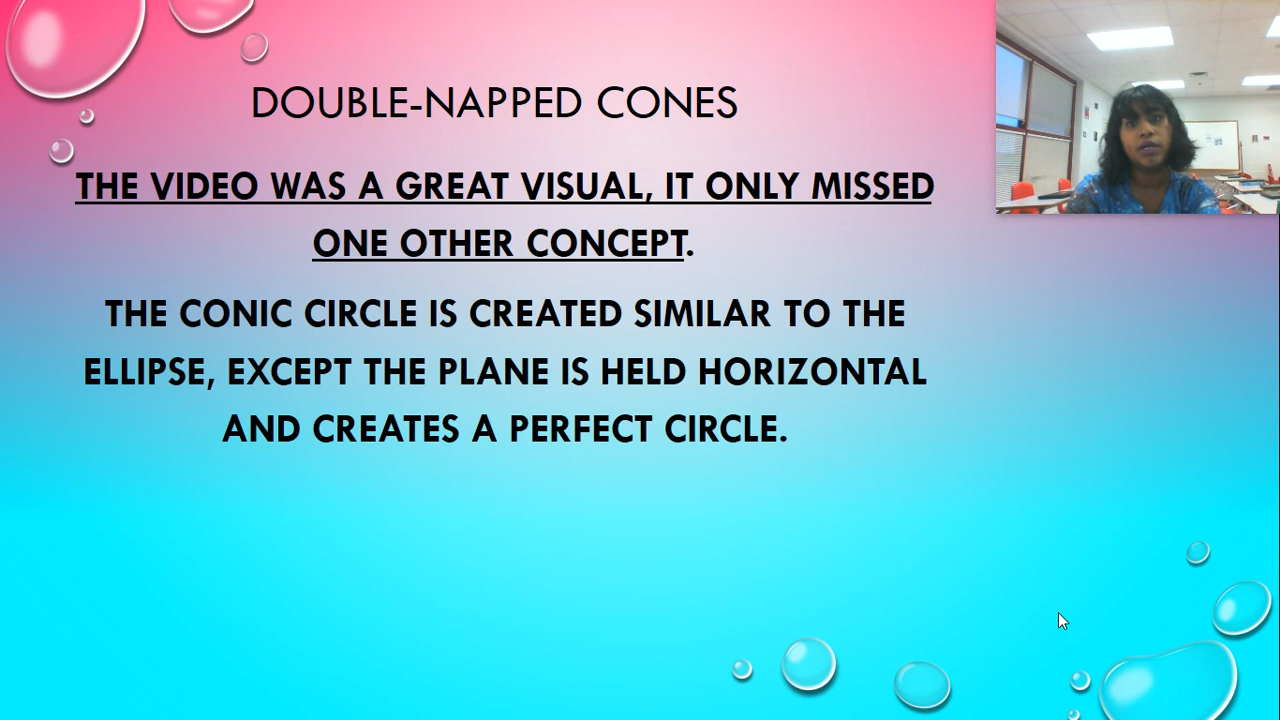 DOUBLE-NAPPED CONES
THE VIDEO WAS A GREAT VISUAL, IT ONLY MISSED
ONE OTHER CONCEPT.
THE CONIC CIRCLE IS CREATED SIMILAR TO THE
ELLIPSE, EXCEPT THE PLANE IS HELD HORIZONTAL
AND CREATES A PERFECT CIRCLE.